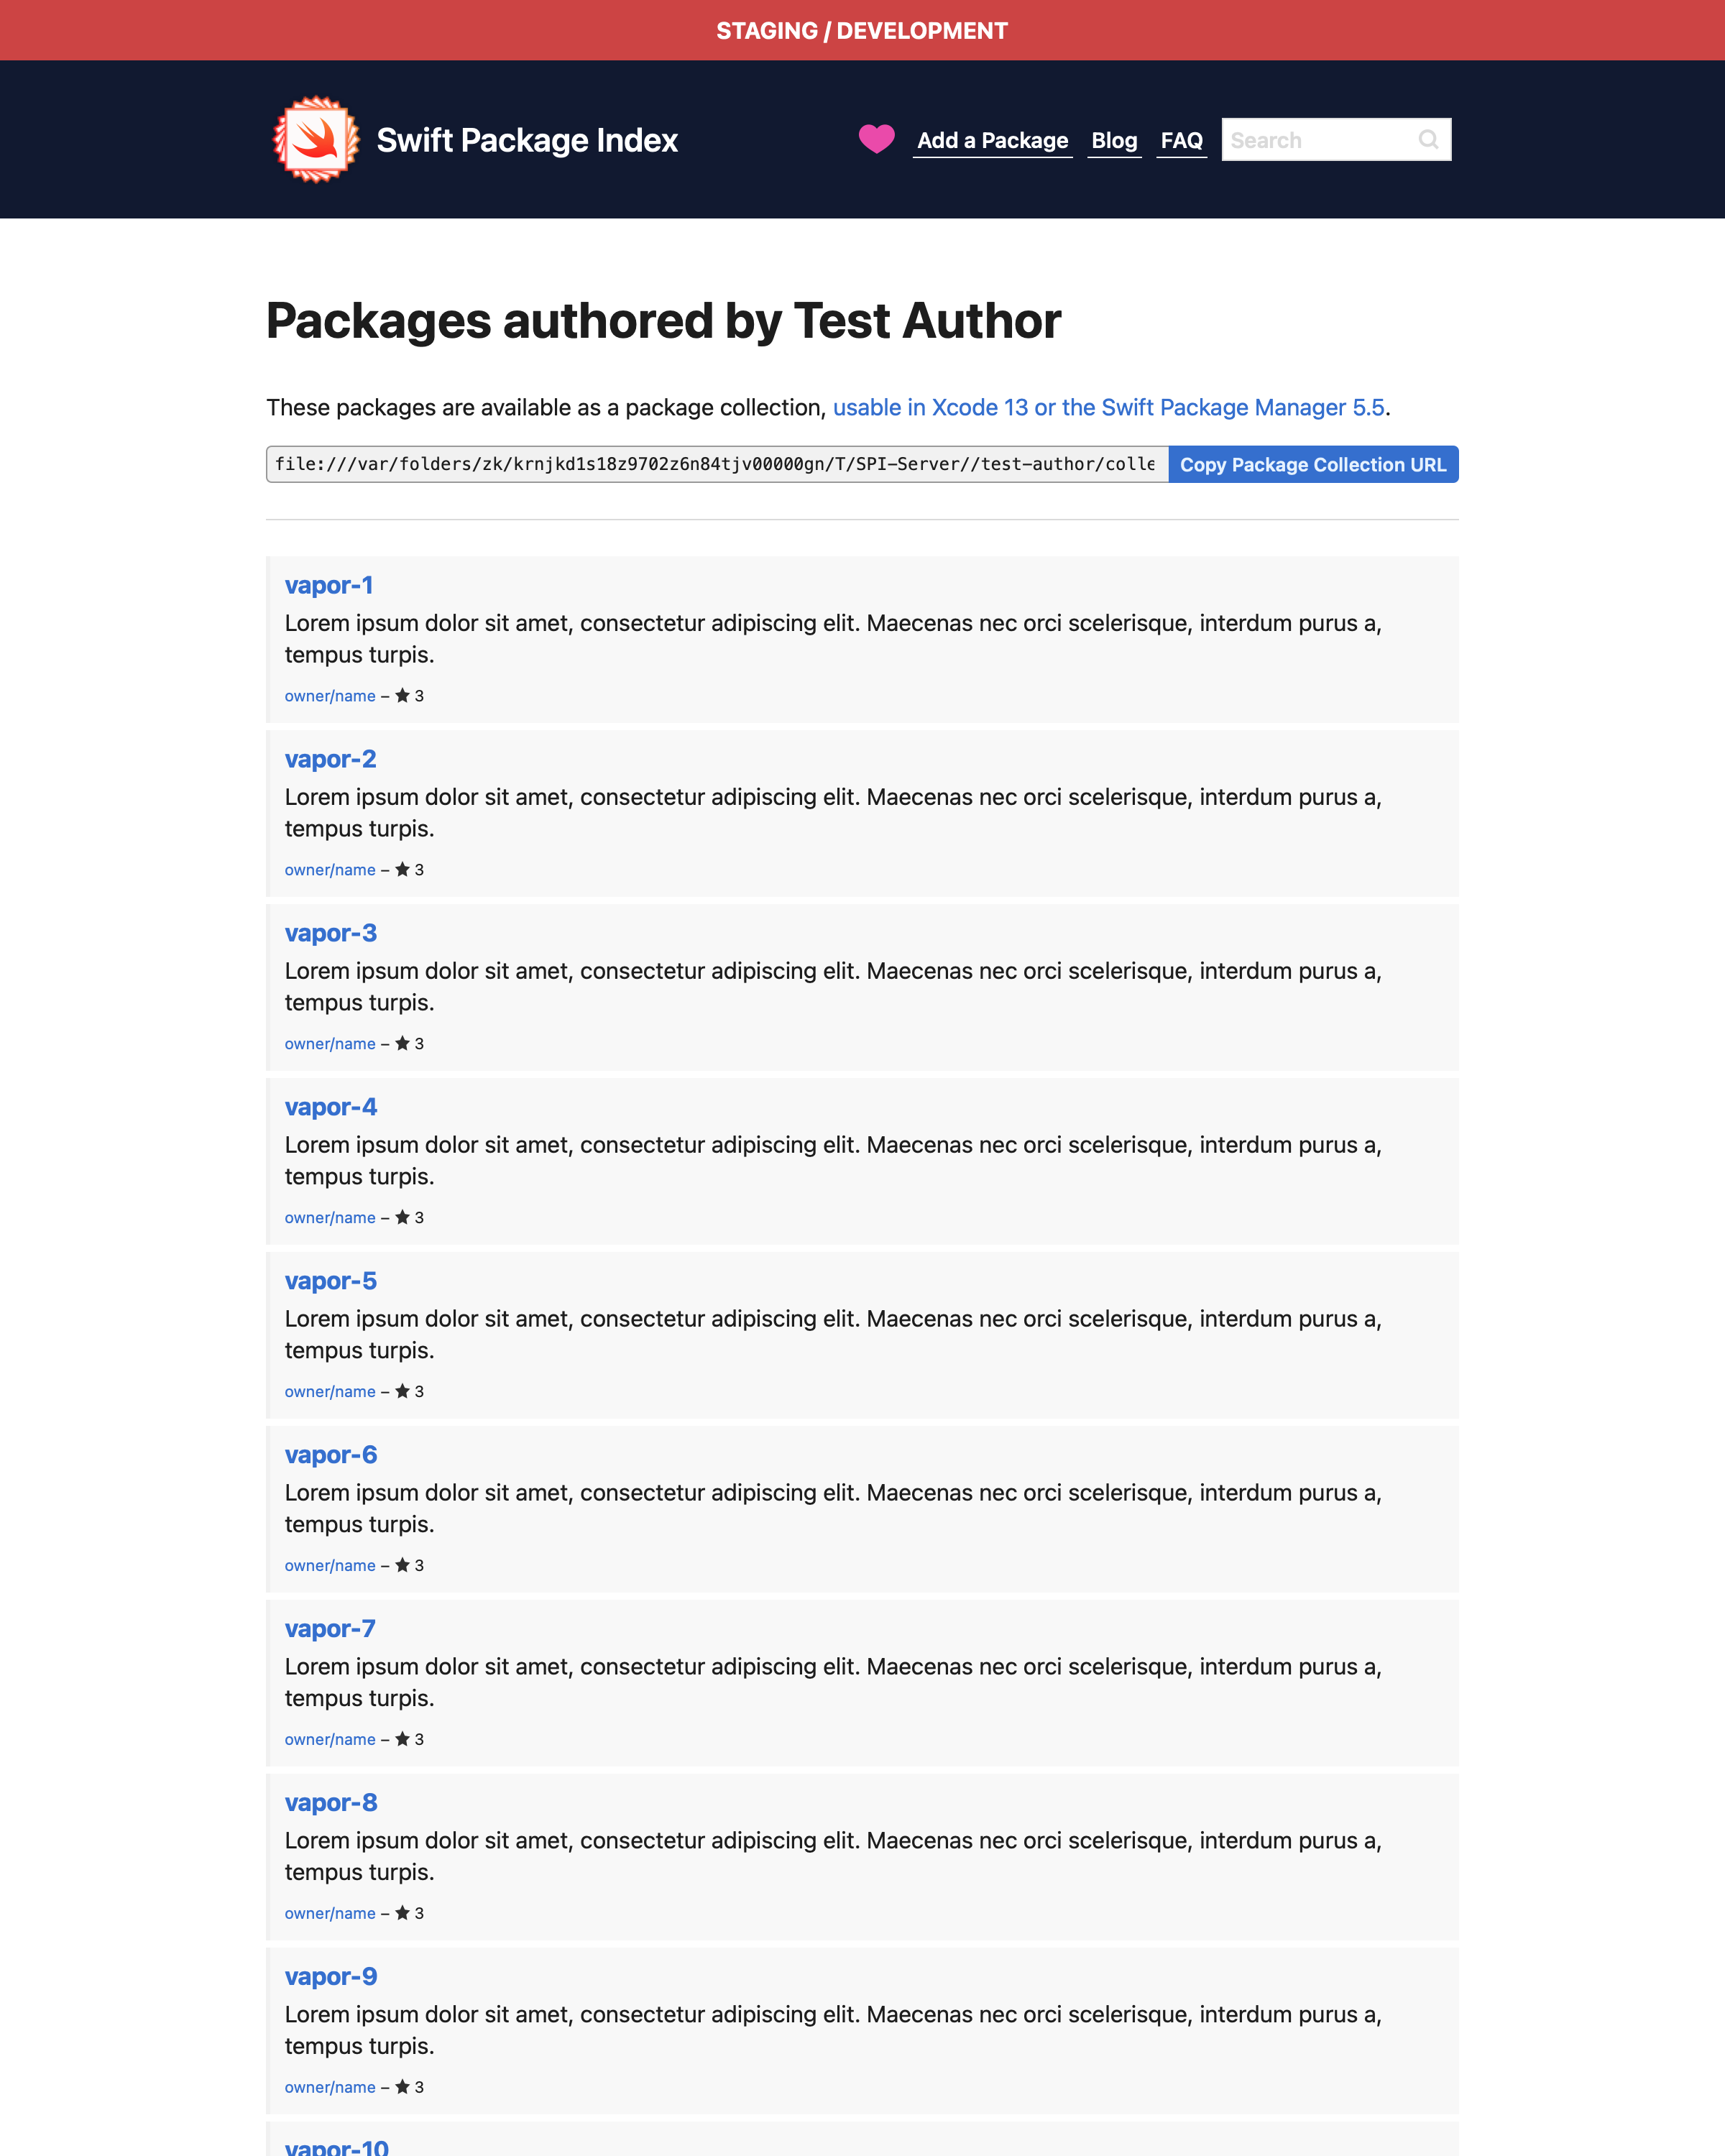 STAGING / DEVELOPMENT
Swift Package Index
Add a Package
Blog
FAQ
Search
Packages authored by Test Author
These packages are available as a package collection, usable in Xcode 13 or the Swift Package Manager 5.5.
file:///var/folders/zk/krnjkd1s18z9702z6n84tjv00000gn/T/SPI-Server//test-author/colle
Copy Package Collection URL
vapor-1
Lorem ipsum dolor sit amet, consectetur adipiscing elit. Maecenas nec orci scelerisque, interdum purus a,
tempus turpis.
owner/name – ★ 3
vapor-2
Lorem ipsum dolor sit amet, consectetur adipiscing elit. Maecenas nec orci scelerisque, interdum purus a,
tempus turpis.
owner/name – ★ 3
vapor-3
Lorem ipsum dolor sit amet, consectetur adipiscing elit. Maecenas nec orci scelerisque, interdum purus a,
tempus turpis.
owner/name – ★ 3
vapor-4
Lorem ipsum dolor sit amet, consectetur adipiscing elit. Maecenas nec orci scelerisque, interdum purus a,
tempus turpis.
owner/name – ★ 3
vapor-5
Lorem ipsum dolor sit amet, consectetur adipiscing elit. Maecenas nec orci scelerisque, interdum purus a,
tempus turpis.
owner/name – ★ 3
vapor-6
Lorem ipsum dolor sit amet, consectetur adipiscing elit. Maecenas nec orci scelerisque, interdum purus a,
tempus turpis.
owner/name – ★ 3
vapor-7
Lorem ipsum dolor sit amet, consectetur adipiscing elit. Maecenas nec orci scelerisque, interdum purus a,
tempus turpis.
owner/name – ★ 3
vapor-8
Lorem ipsum dolor sit amet, consectetur adipiscing elit. Maecenas nec orci scelerisque, interdum purus a,
tempus turpis.
owner/name – ★ 3
vapor-9
Lorem ipsum dolor sit amet, consectetur adipiscing elit. Maecenas nec orci scelerisque, interdum purus a,
tempus turpis.
owner/name – ★ 3
vapor-10